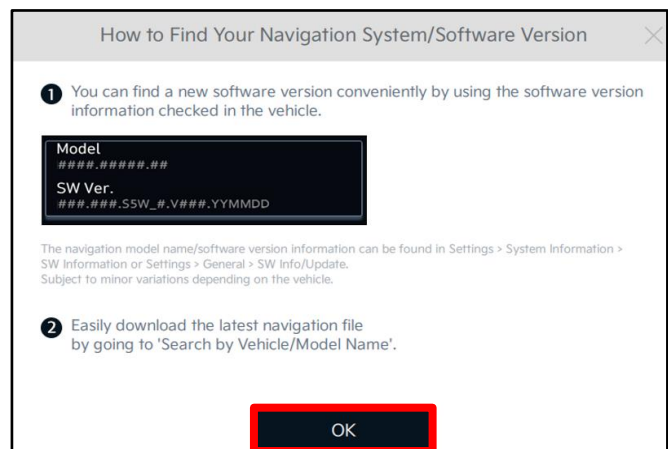 How to Find Your Navigation System/Software Version
1 You can find a new software version conveniently by using the software version
information checked in the vehicle.
Model
####.#####.##
SW Ver.
###.###.S5W_#.V###.YYMMDD
The navigation model name/software version information can be found in Settings > System Information >
SW Information or Settings > General > SW Info/Update.
Subject to minor variations depending on the vehicle.
2 Easily download the latest navigation file
by going to 'Search by Vehicle/Model Name'.
OK